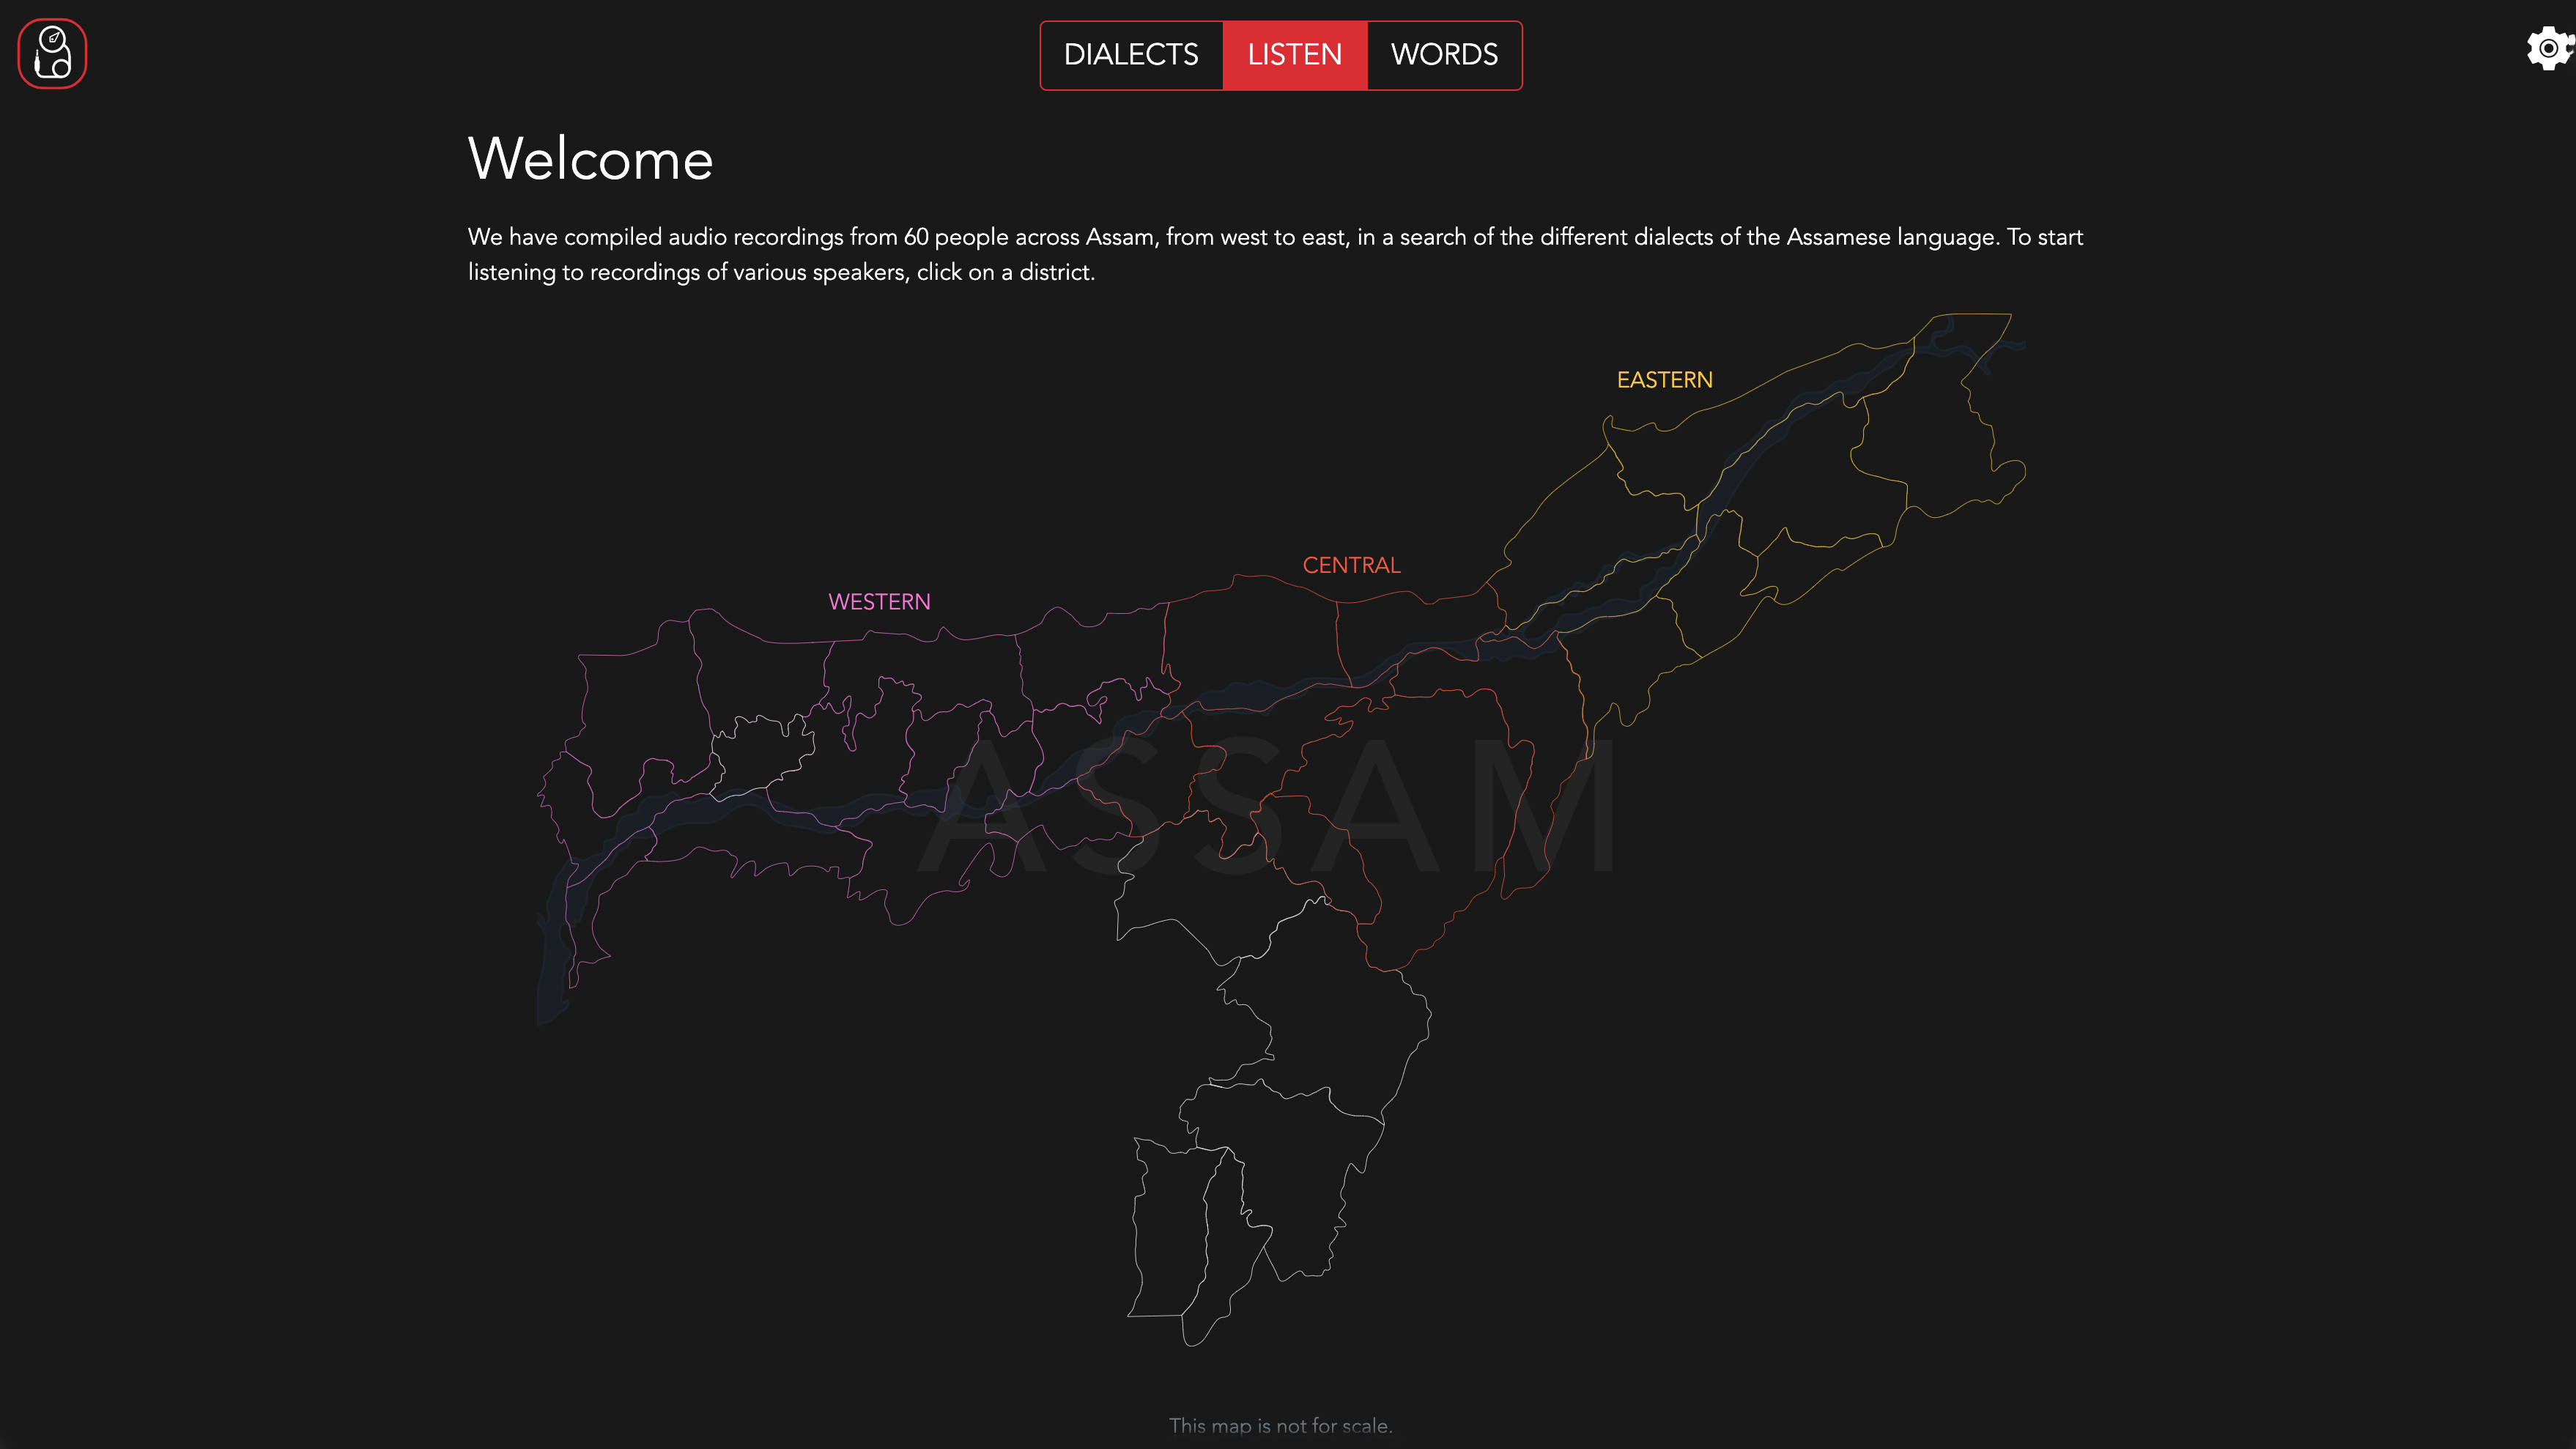 DIALECTS LISTEN WORDS
Welcome
We have compiled audio recordings from 60 people across Assam, from west to east, in a search of the different dialects of the Assamese language. To start
listening to recordings of various speakers, click on a district.
EASTERN
CENTRAL
WESTERN
ASSAM
This map is not for scale.